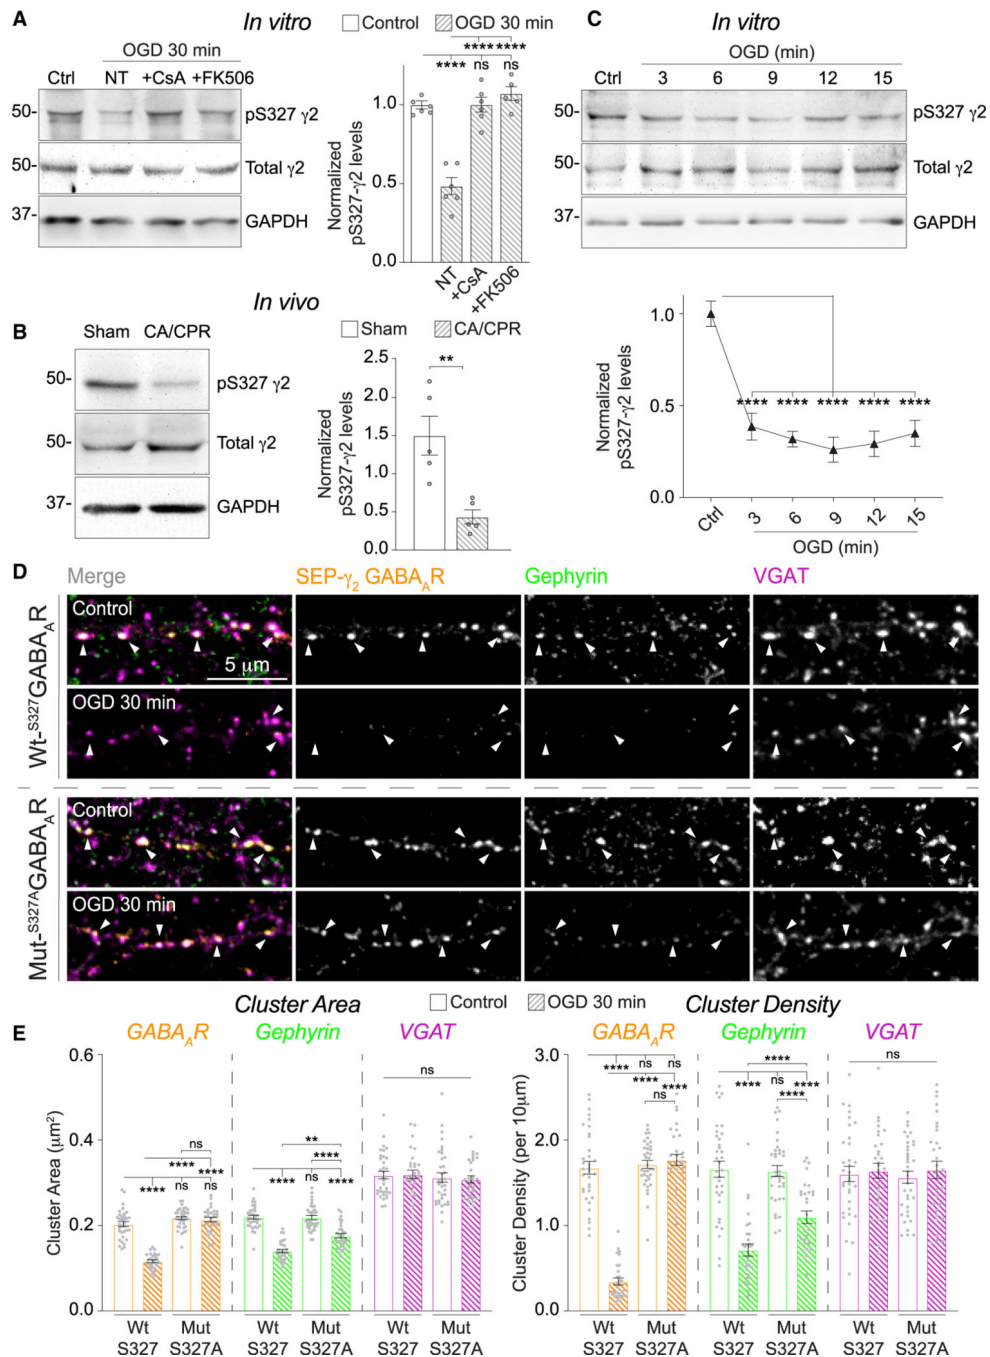 A
In vitro
Control
OGD 30 min
OGD 30 min
Ctrl
NT
+CsA
+FK506
50-
pS327 γ2
50-
Total γ2
37-
GAPDH
Normalized
pS327-γ2 levels
1.0
0.5
0.0
****
****
****
ns
ns
NT
+CsA
+FK506
C
In vitro
OGD (min)
Ctrl
3
6
9
12
15
50-
pS327 γ2
50-
Total γ2
37-
GAPDH
Normalized
pS327-γ2 levels
1.0
0.5
0.0
****
****
****
****
****
Ctrl
3
6
9
12
15
OGD (min)
In vivo
B
Sham
CA/CPR
50-
pS327 γ2
50-
Total γ2
37-
GAPDH
Sham
CA/CPR
Normalized
pS327-γ2 levels
2.5
2.0
1.5
1.0
0.5
0.0
**
D
Merge
SEP-γ₂ GABA_AR
Gephyrin
VGAT
Wt-^S327GABA_AR
Control
5 μm
OGD 30 min
Mut-^S327AGABA_AR
Control
OGD 30 min
E
Cluster Area
Control
OGD 30 min
Cluster Density
GABA_AR
Gephyrin
VGAT
Cluster Area (μm²)
0.6
0.4
0.2
0.0
ns
****
****
****
ns
ns
**
****
****
ns
****
ns
Wt
S327
Mut
S327A
Wt
S327
Mut
S327A
Wt
S327
Mut
S327A
GABA_AR
Gephyrin
VGAT
Cluster Density (per 10μm)
3.0
2.0
1.0
0.0
****
ns
ns
****
****
ns
****
****
ns
****
****
ns
Wt
S327
Mut
S327A
Wt
S327
Mut
S327A
Wt
S327
Mut
S327A